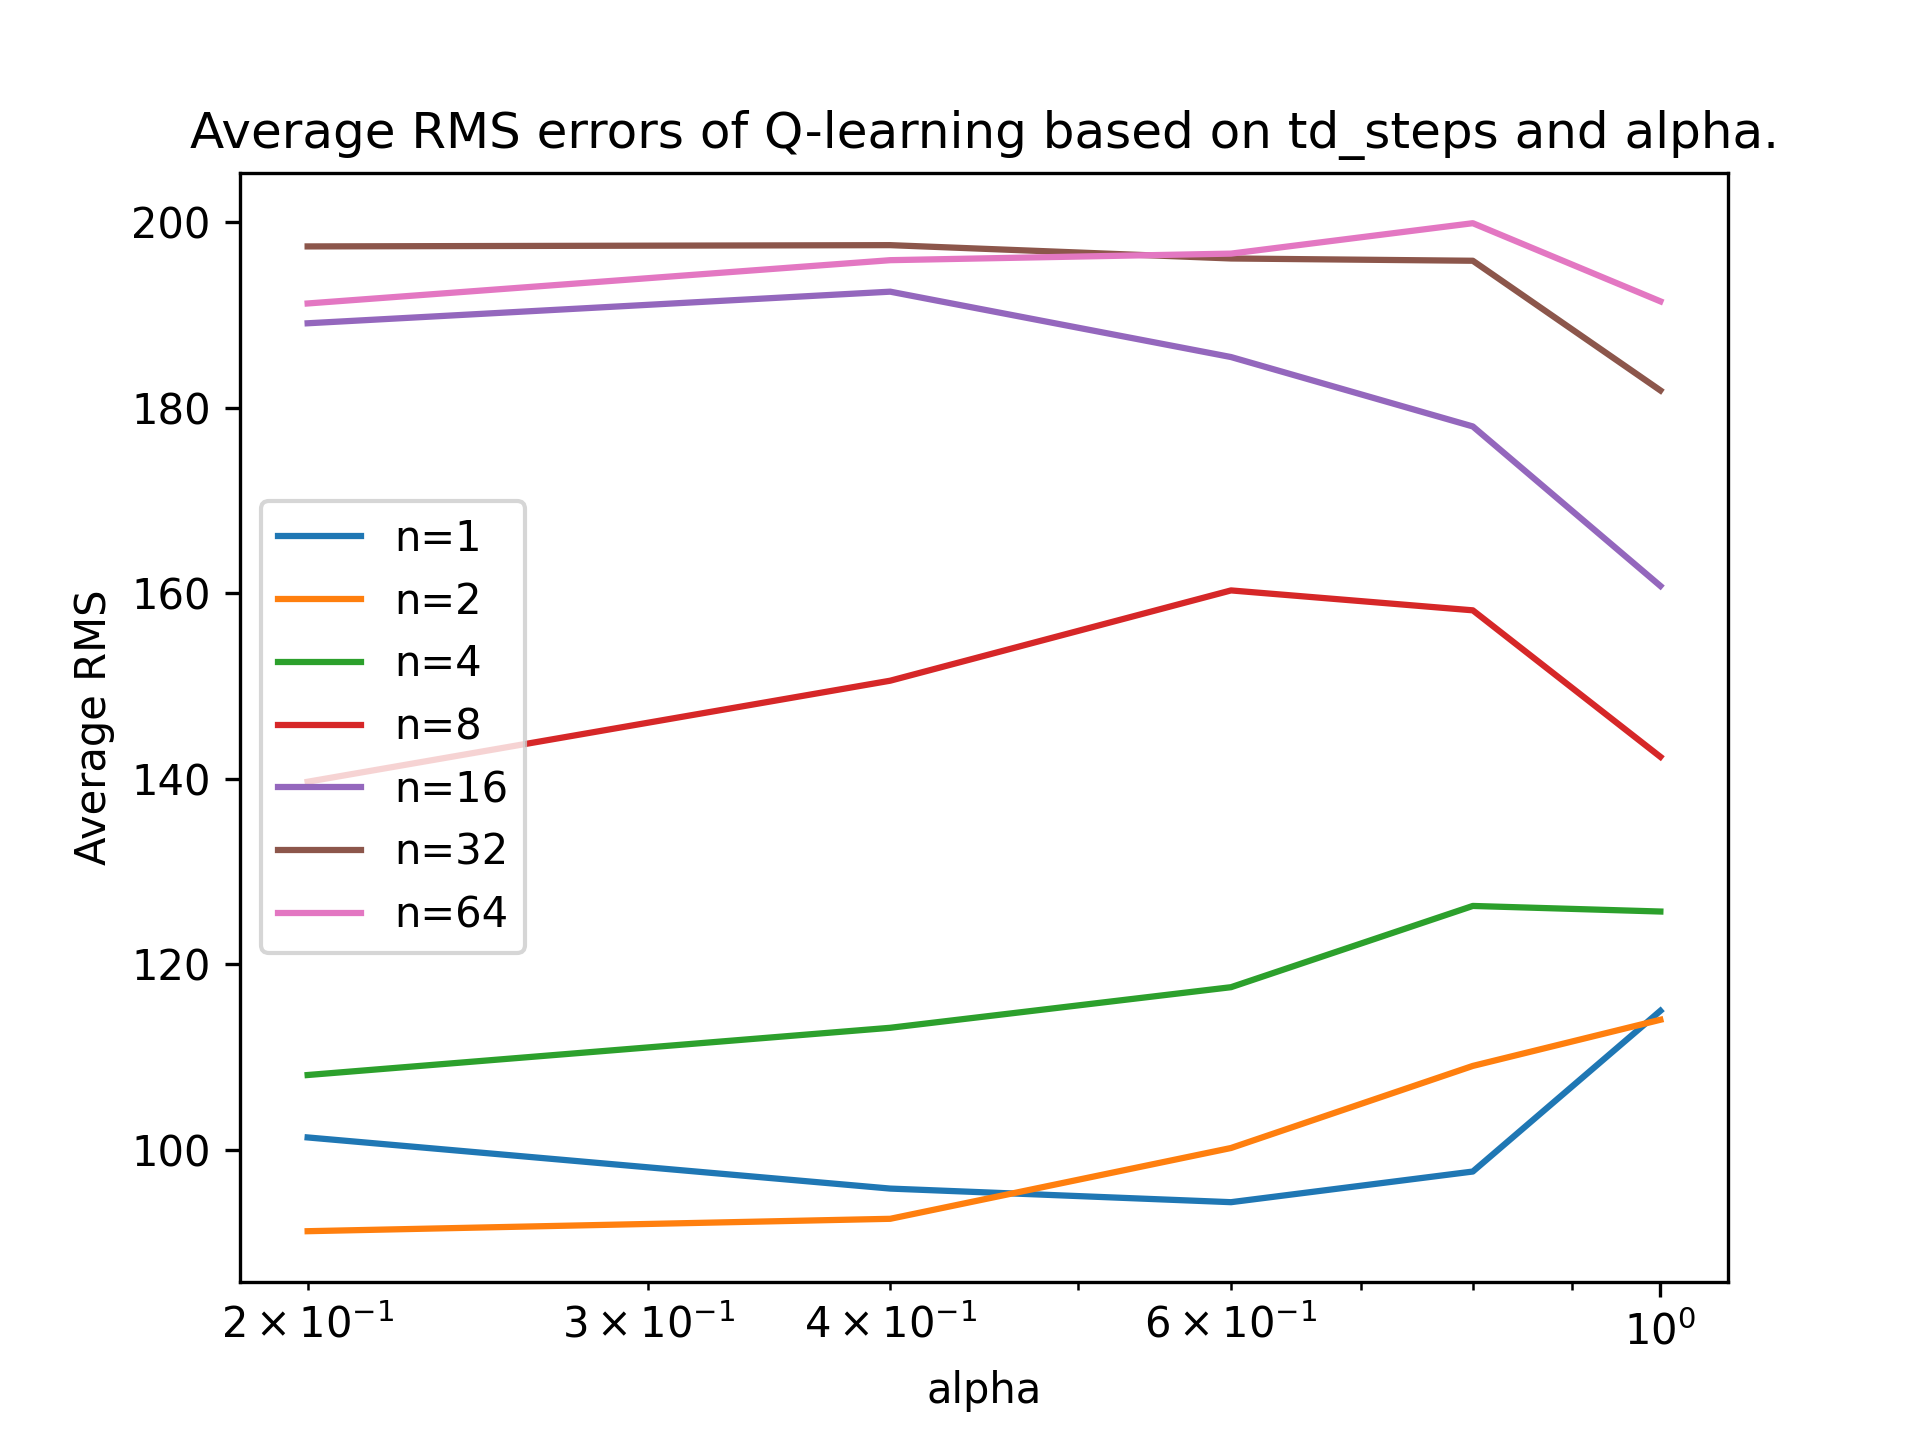 Average RMS errors of Q-learning based on td_steps and alpha.
200
180
160
140
120
100
Average RMS
n=1
n=2
n=4
n=8
n=16
n=32
n=64
2 × 10⁻¹
3 × 10⁻¹
4 × 10⁻¹
6 × 10⁻¹
10⁰
alpha